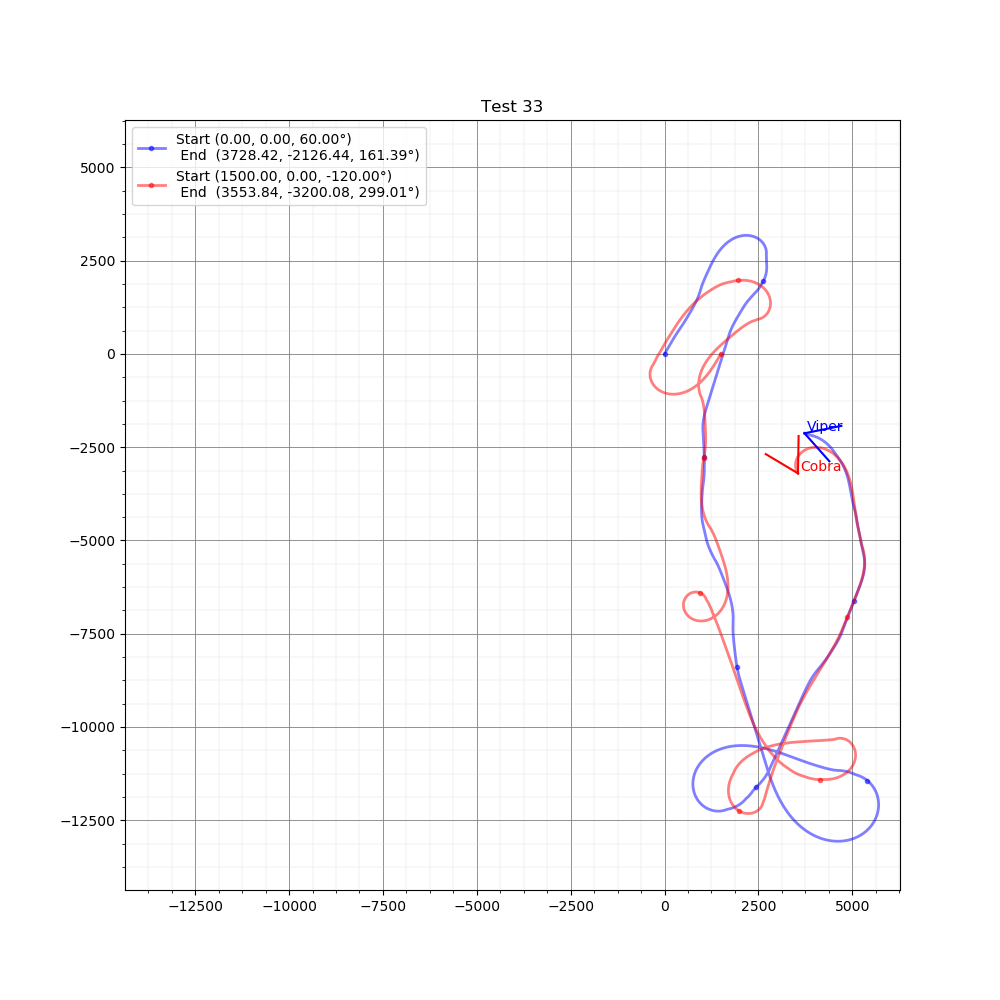 Test 33
Start (0.00, 0.00, 60.00°)
End (3728.42, -2126.44, 161.39°)
Start (1500.00, 0.00, -120.00°)
End (3553.84, -3200.08, 299.01°)
5000
2500
0
−2500
−5000
−7500
−10000
−12500
Viper
Cobra
−12500 −10000 −7500 −5000 −2500 0 2500 5000